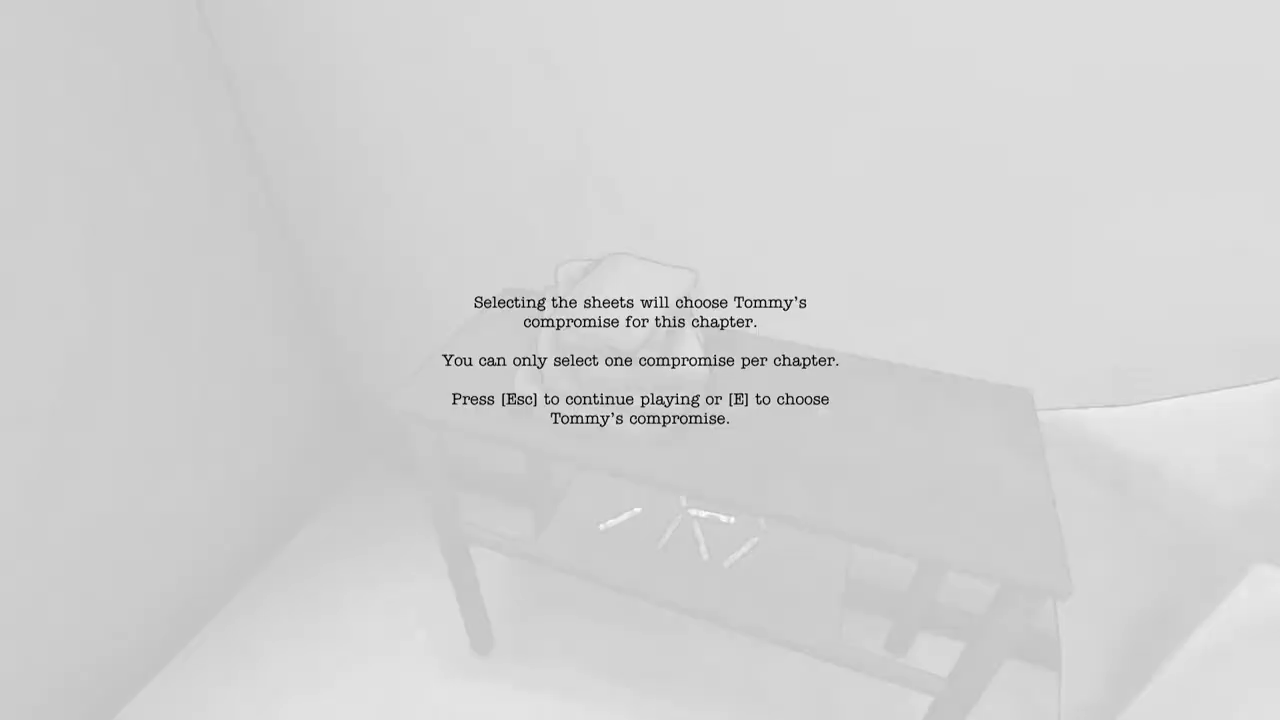 Selecting the sheets will choose Tommy's
compromise for this chapter.
You can only select one compromise per chapter.
Press [Esc] to continue playing or [E] to choose
Tommy's compromise.